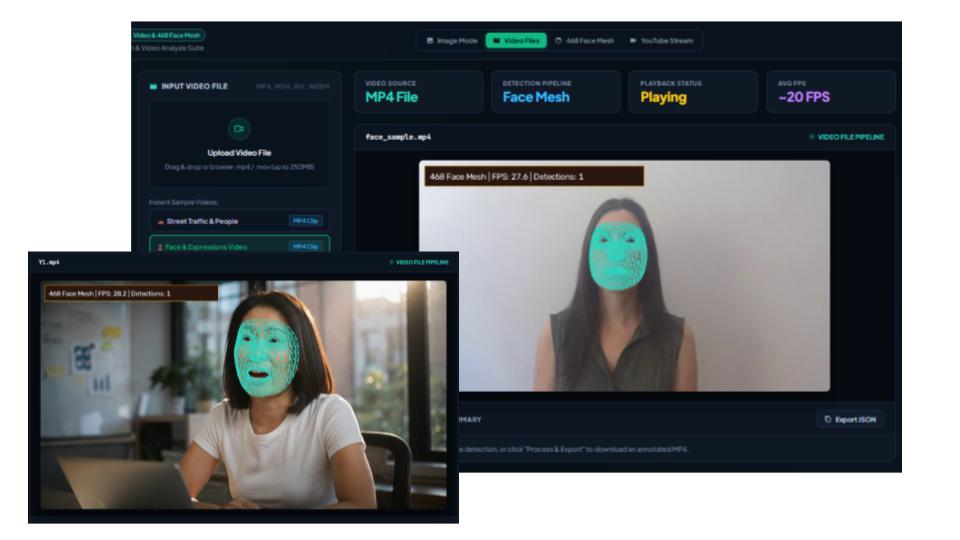 Video & 468 Face Mesh
& Video Analysis Suite
Image Mode
Video Files
468 Face Mesh
YouTube Stream
INPUT VIDEO FILE
MP4, MOV, AVI, WEBM
Upload Video File
Drag & drop or browse .mp4 / .mov (up to 250MB)
Instant Sample Videos:
Street Traffic & People
MP4 Clip
Face & Expressions Video
MP4 Clip
VIDEO SOURCE
MP4 File
DETECTION PIPELINE
Face Mesh
PLAYBACK STATUS
Playing
AVG FPS
~20 FPS
face_sample.mp4
VIDEO FILE PIPELINE
468 Face Mesh | FPS: 27.6 | Detections: 1
MARY
Export JSON
detection, or click "Process & Export" to download an annotated MP4.
Y1.mp4
VIDEO FILE PIPELINE
468 Face Mesh | FPS: 28.2 | Detections: 1